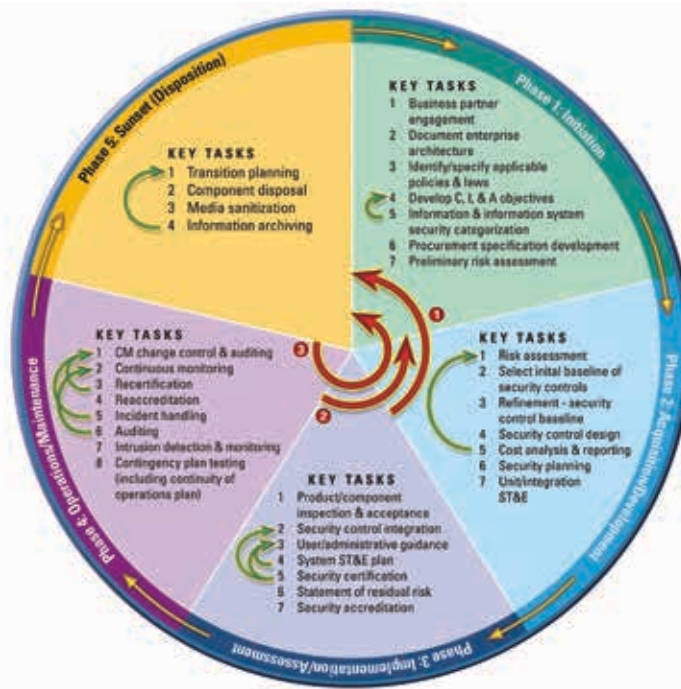 Phase 1: Initiation
KEY TASKS
1 Business partner
engagement
2 Document enterprise
architecture
3 Identify/specify applicable
policies & laws
4 Develop C, I, & A objectives
5 Information & information system
security categorization
6 Procurement specification development
7 Preliminary risk assessment
Phase 2: Acquisition/Development
KEY TASKS
1 Risk assessment
2 Select inital baseline of
security controls
3 Refinement - security
control baseline
4 Security control design
5 Cost analysis & reporting
6 Security planning
7 Unit/integration
ST&E
Phase 3: Implementation/Assessment
KEY TASKS
1 Product/component
inspection & acceptance
2 Security control integration
3 User/administrative guidance
4 System ST&E plan
5 Security certification
6 Statement of residual risk
7 Security accreditation
Phase 4: Operations/Maintenance
KEY TASKS
1 CM change control & auditing
2 Continuous monitoring
3 Recertification
4 Reaccreditation
5 Incident handling
6 Auditing
7 Intrusion detection & monitoring
8 Contingency plan testing
(including continuity of
operations plan)
Phase 5: Sunset (Disposition)
KEY TASKS
1 Transition planning
2 Component disposal
3 Media sanitization
4 Information archiving
1
2
3